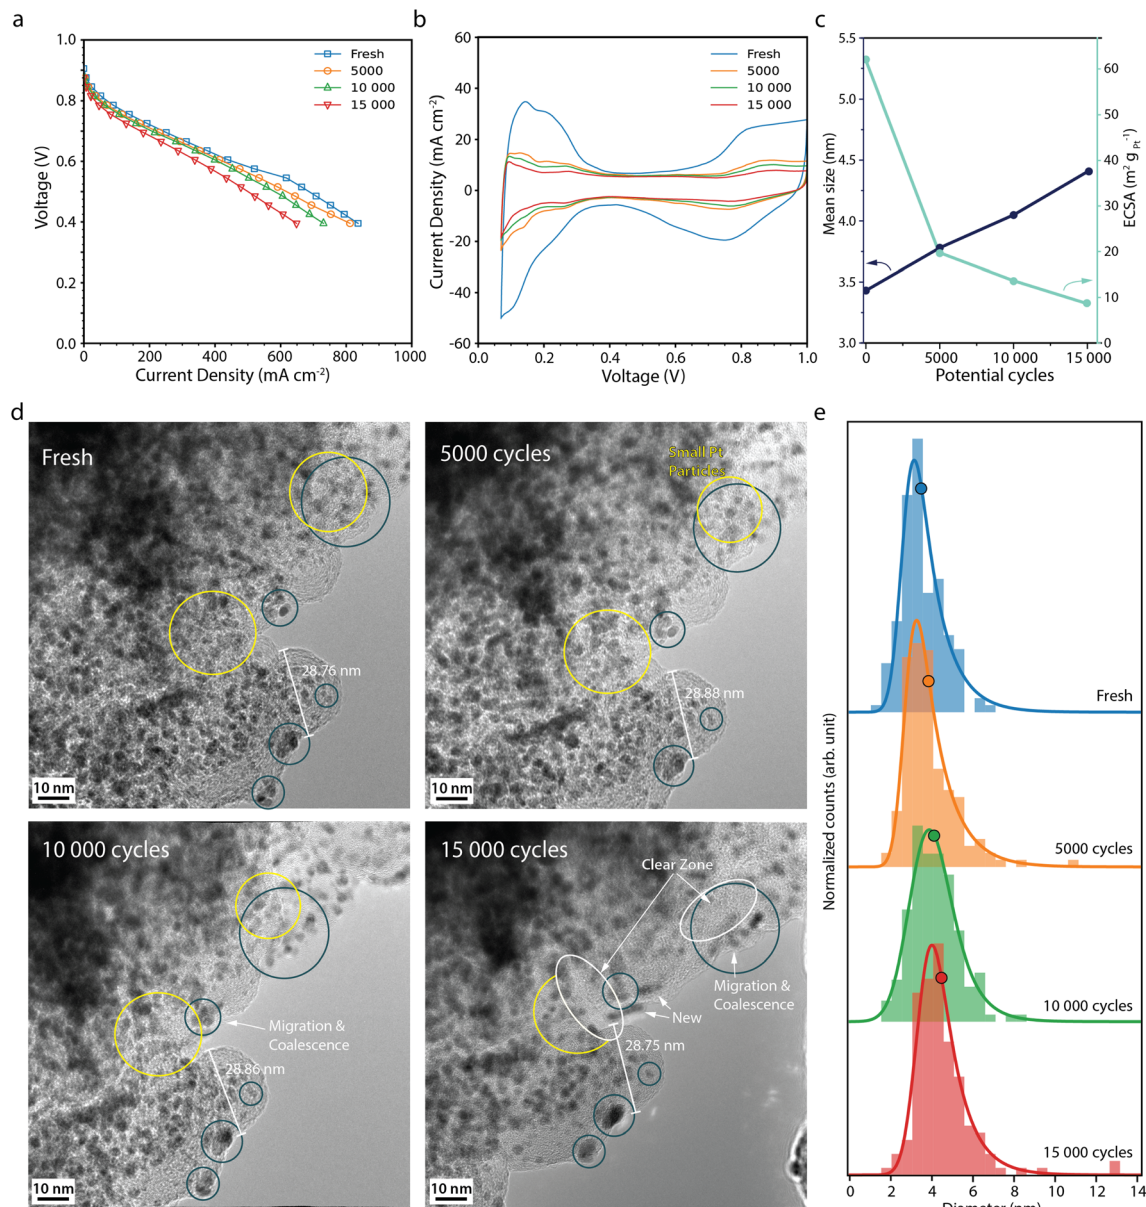 a
1.0
0.8
0.6
0.4
0.2
0.0
0
200
400
600
800
1000
Voltage (V)
Current Density (mA cm-2)
Fresh
5000
10 000
15 000
b
60
40
20
0
-20
-40
-60
0.0
0.2
0.4
0.6
0.8
1.0
Current Density (mA cm-2)
Voltage (V)
Fresh
5000
10 000
15 000
c
5.5
5.0
4.5
4.0
3.5
3.0
Mean size (nm)
60
50
40
30
20
10
0
ECSA (m2 g Pt -1)
0
5000
10 000
15 000
Potential cycles
d
Fresh
28.76 nm
10 nm
5000 cycles
Small Pt
Particles
28.88 nm
10 nm
10 000 cycles
Migration &
Coalescence
28.86 nm
10 nm
15 000 cycles
Clear Zone
Migration &
Coalescence
New
28.75 nm
10 nm
e
Normalized counts (arb. unit)
Fresh
5000 cycles
10 000 cycles
15 000 cycles
0
2
4
6
8
10
12
14
Diameter (nm)